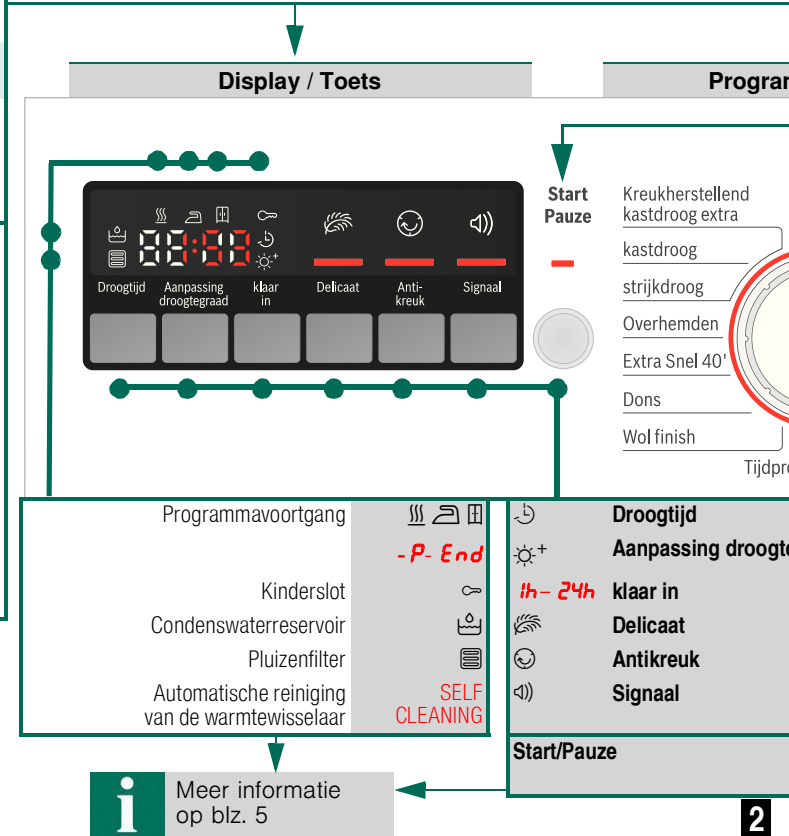 Display / Toets
Program
Start
Pauze
Kreukherstellend
kastdroog extra
kastdroog
strijkdroog
Overhemden
Extra Snel 40'
Dons
Wol finish
Droogtijd
Aanpassing
droogtegraad
klaar
in
Delicaat
Anti-
kreuk
Signaal
Programmavoortgang
-P- End
Kinderslot
Condenswaterreservoir
Pluizenfilter
Automatische reiniging
van de warmtewisselaar
SELF
CLEANING
Droogtijd
Aanpassing
1h– 24h klaar in
Delicaat
Antikreuk
Signaal
Start/Pauze
i Meer informatie
op blz. 5
2